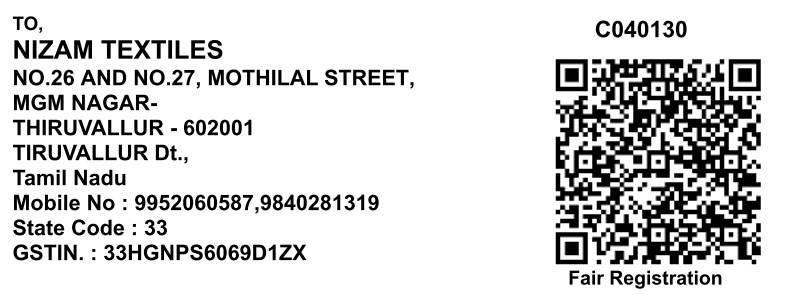 TO,
NIZAM TEXTILES
NO.26 AND NO.27, MOTHILAL STREET,
MGM NAGAR-
THIRUVALLUR - 602001
TIRUVALLUR Dt.,
Tamil Nadu
Mobile No : 9952060587,9840281319
State Code : 33
GSTIN. : 33HGNPS6069D1ZX
C040130
Fair Registration